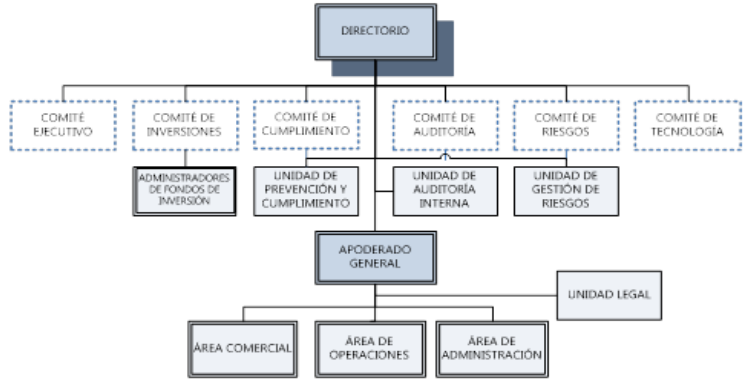 DIRECTORIO
COMITÉ
EJECUTIVO
COMITÉ DE
INVERSIONES
COMITÉ DE
CUMPLIMIENTO
COMITÉ DE
AUDITORÍA
COMITÉ DE
RIESGOS
COMITÉ DE
TECNOLOGÍA
ADMINISTRADORES
DE FONDOS DE
INVERSIÓN
UNIDAD DE
PREVENCIÓN Y
CUMPLIMIENTO
UNIDAD DE
AUDITORÍA
INTERNA
UNIDAD DE
GESTIÓN DE
RIESGOS
APODERADO
GENERAL
UNIDAD LEGAL
ÁREA COMERCIAL
ÁREA DE
OPERACIONES
ÁREA DE
ADMINISTRACIÓN